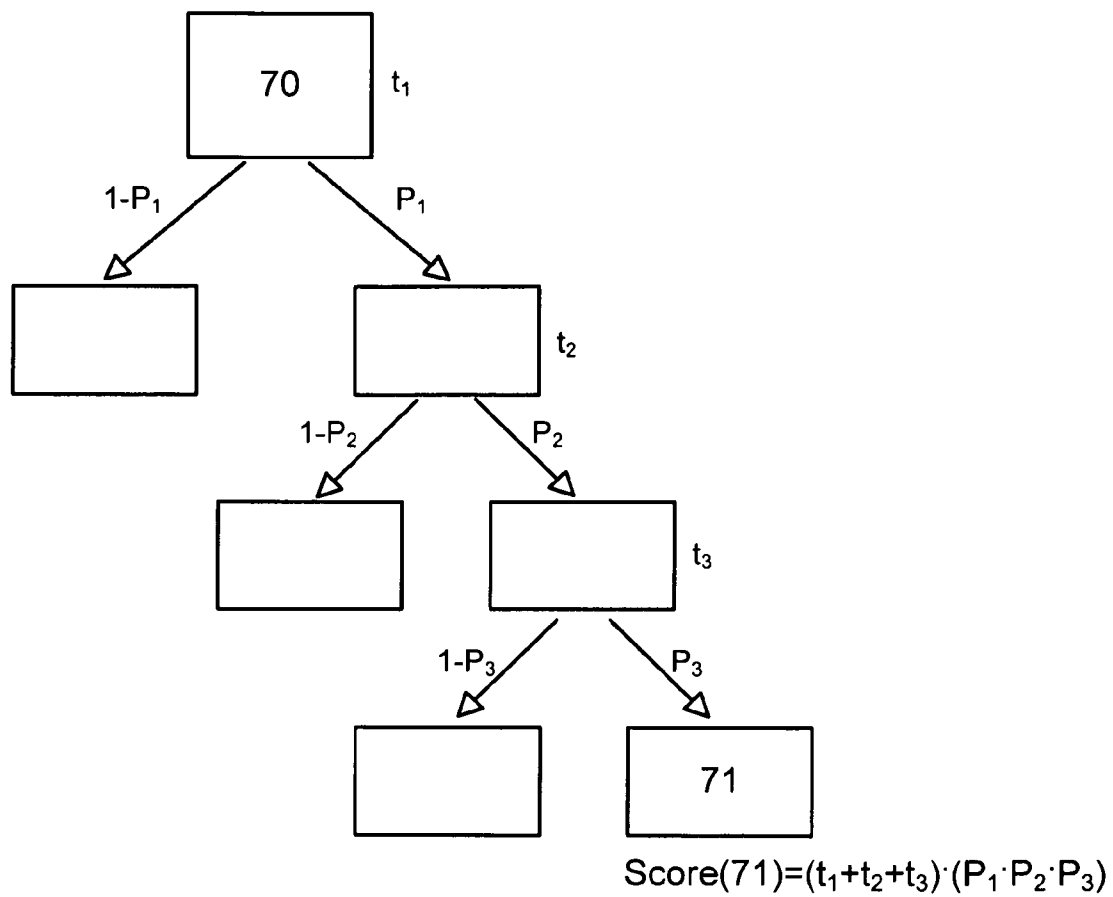 70 t₁
1-P₁ P₁
t₂
1-P₂ P₂
t₃
1-P₃ P₃
71
Score(71)=(t₁+t₂+t₃)·(P₁·P₂·P₃)